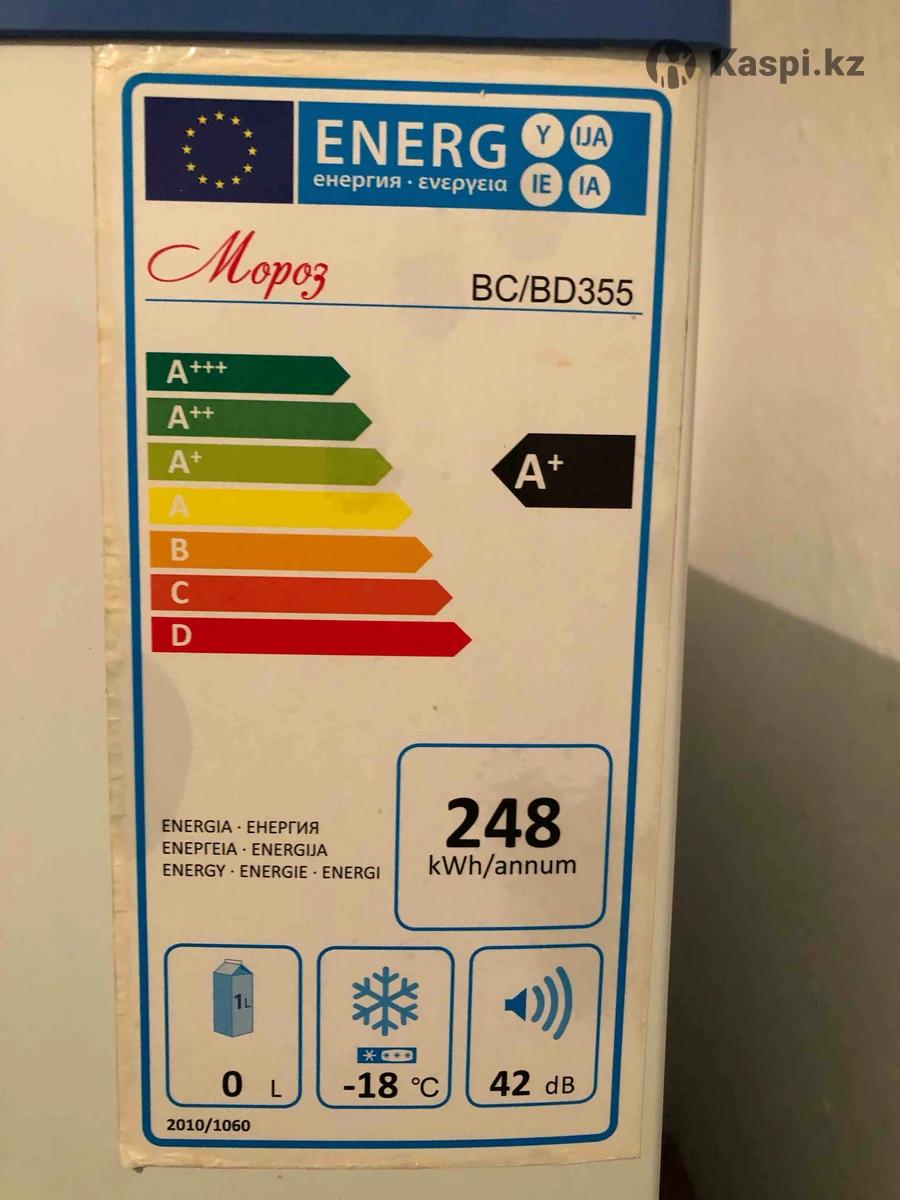 Kaspi.kz
ENERG Y IJA
енергия · ενεργεια IE IA
Мороз BC/BD355
A+++
A++
A+
A+
A
B
C
D
248
kWh/annum
ENERGIA · ЕНЕРГИЯ
ΕΝΕΡΓΕΙΑ · ENERGIJA
ENERGY · ENERGIE · ENERGI
1L
0 L
-18 °C
42 dB
2010/1060